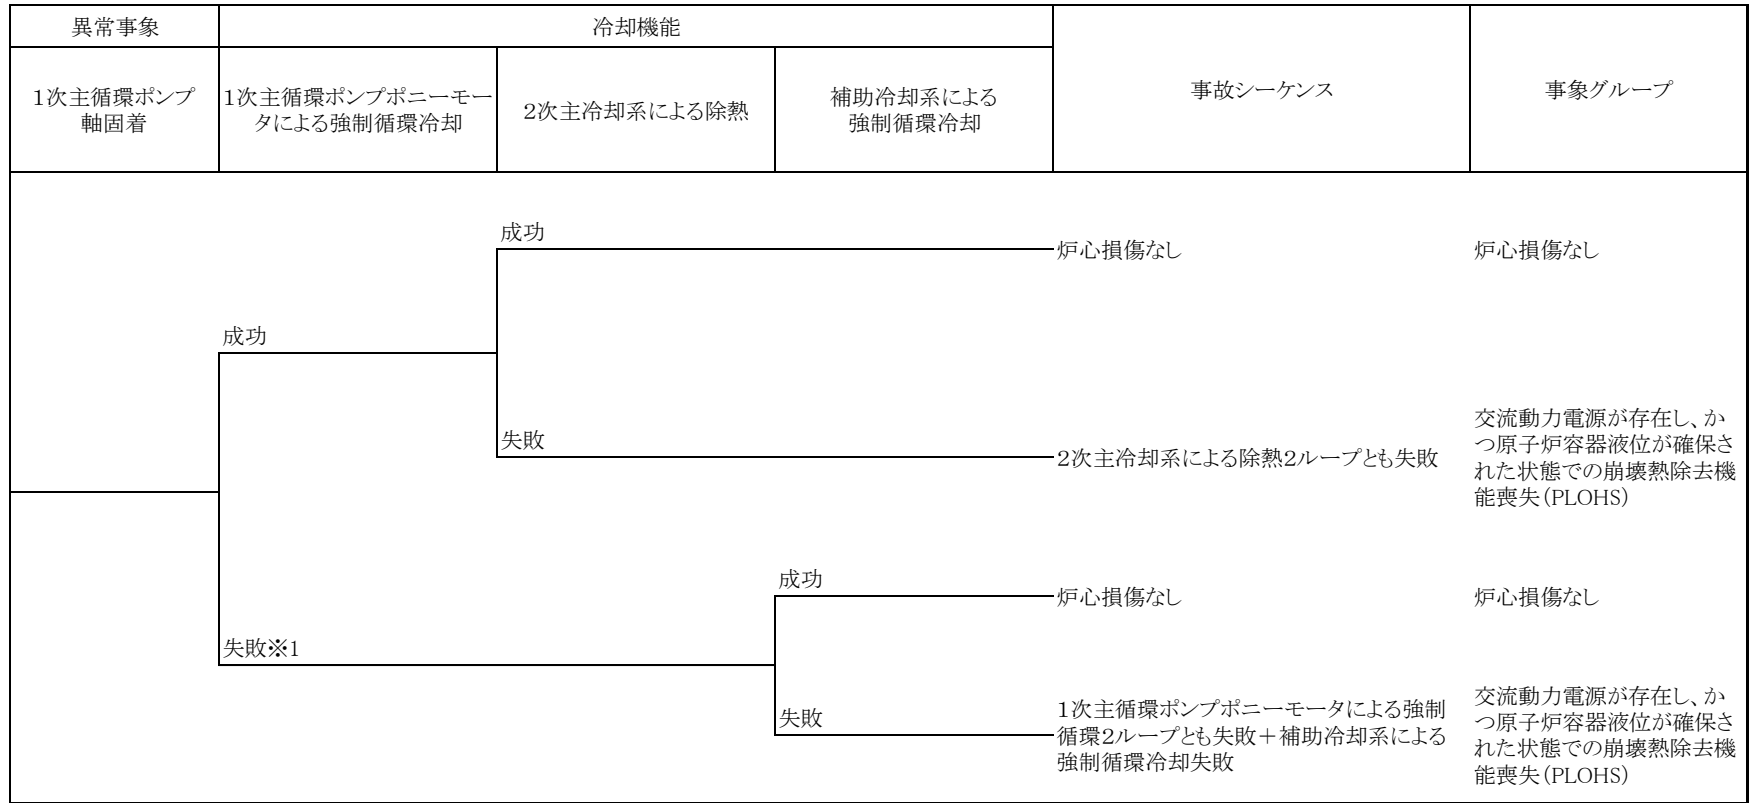 異常事象
冷却機能
1次主循環ポンプ
軸固着
1次主循環ポンプポニーモー
タによる強制循環冷却
2次主冷却系による除熱
補助冷却系による
強制循環冷却
事故シーケンス
事象グループ
成功
炉心損傷なし
炉心損傷なし
成功
失敗
2次主冷却系による除熱2ループとも失敗
交流動力電源が存在し、か
つ原子炉容器液位が確保さ
れた状態での崩壊熱除去機
能喪失(PLOHS)
成功
炉心損傷なし
炉心損傷なし
失敗※1
失敗
1次主循環ポンプポニーモータによる強制
循環2ループとも失敗+補助冷却系による
強制循環冷却失敗
交流動力電源が存在し、か
つ原子炉容器液位が確保さ
れた状態での崩壊熱除去機
能喪失(PLOHS)